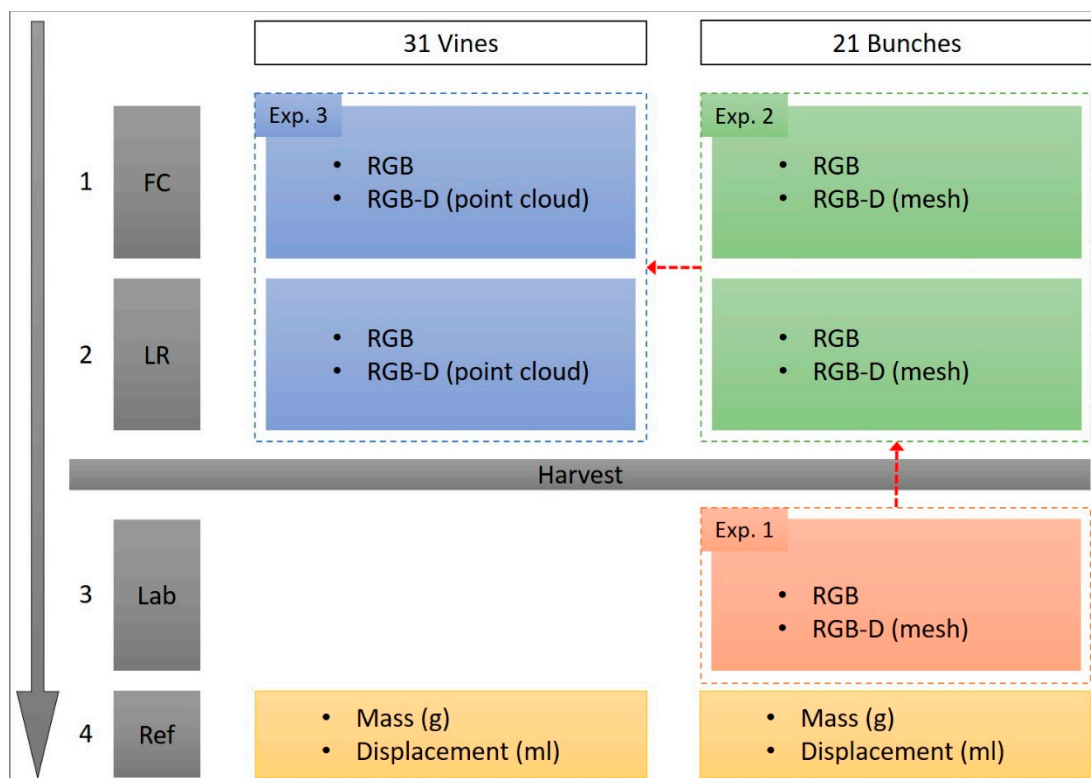 31 Vines
21 Bunches
1
FC
Exp. 3
• RGB
• RGB-D (point cloud)
Exp. 2
• RGB
• RGB-D (mesh)
2
LR
• RGB
• RGB-D (point cloud)
• RGB
• RGB-D (mesh)
Harvest
3
Lab
Exp. 1
• RGB
• RGB-D (mesh)
4
Ref
• Mass (g)
• Displacement (ml)
• Mass (g)
• Displacement (ml)